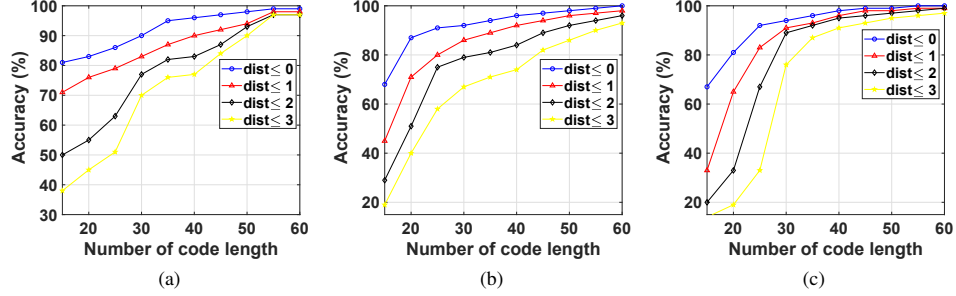 Accuracy (%)
100
90
80
70
60
50
40
30
dist≤ 0
dist≤ 1
dist≤ 2
dist≤ 3
20 30 40 50 60
Number of code length
(a)
Accuracy (%)
100
80
60
40
20
dist≤ 0
dist≤ 1
dist≤ 2
dist≤ 3
20 30 40 50 60
Number of code length
(b)
Accuracy (%)
100
80
60
40
20
dist≤ 0
dist≤ 1
dist≤ 2
dist≤ 3
20 30 40 50 60
Number of code length
(c)